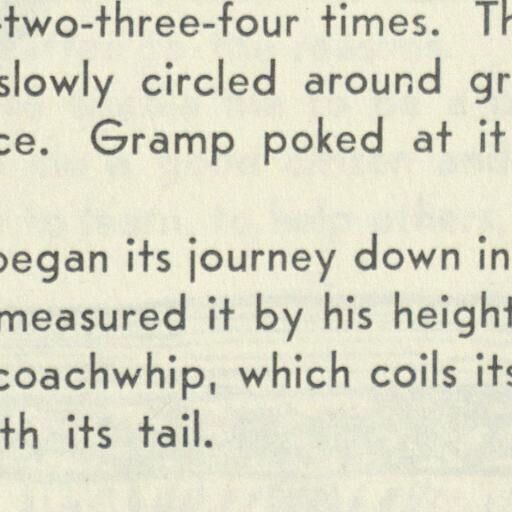 -two-three-four times. Th
slowly circled around gr
ce. Gramp poked at it
began its journey down in
measured it by his height
coachwhip, which coils its
th its tail.